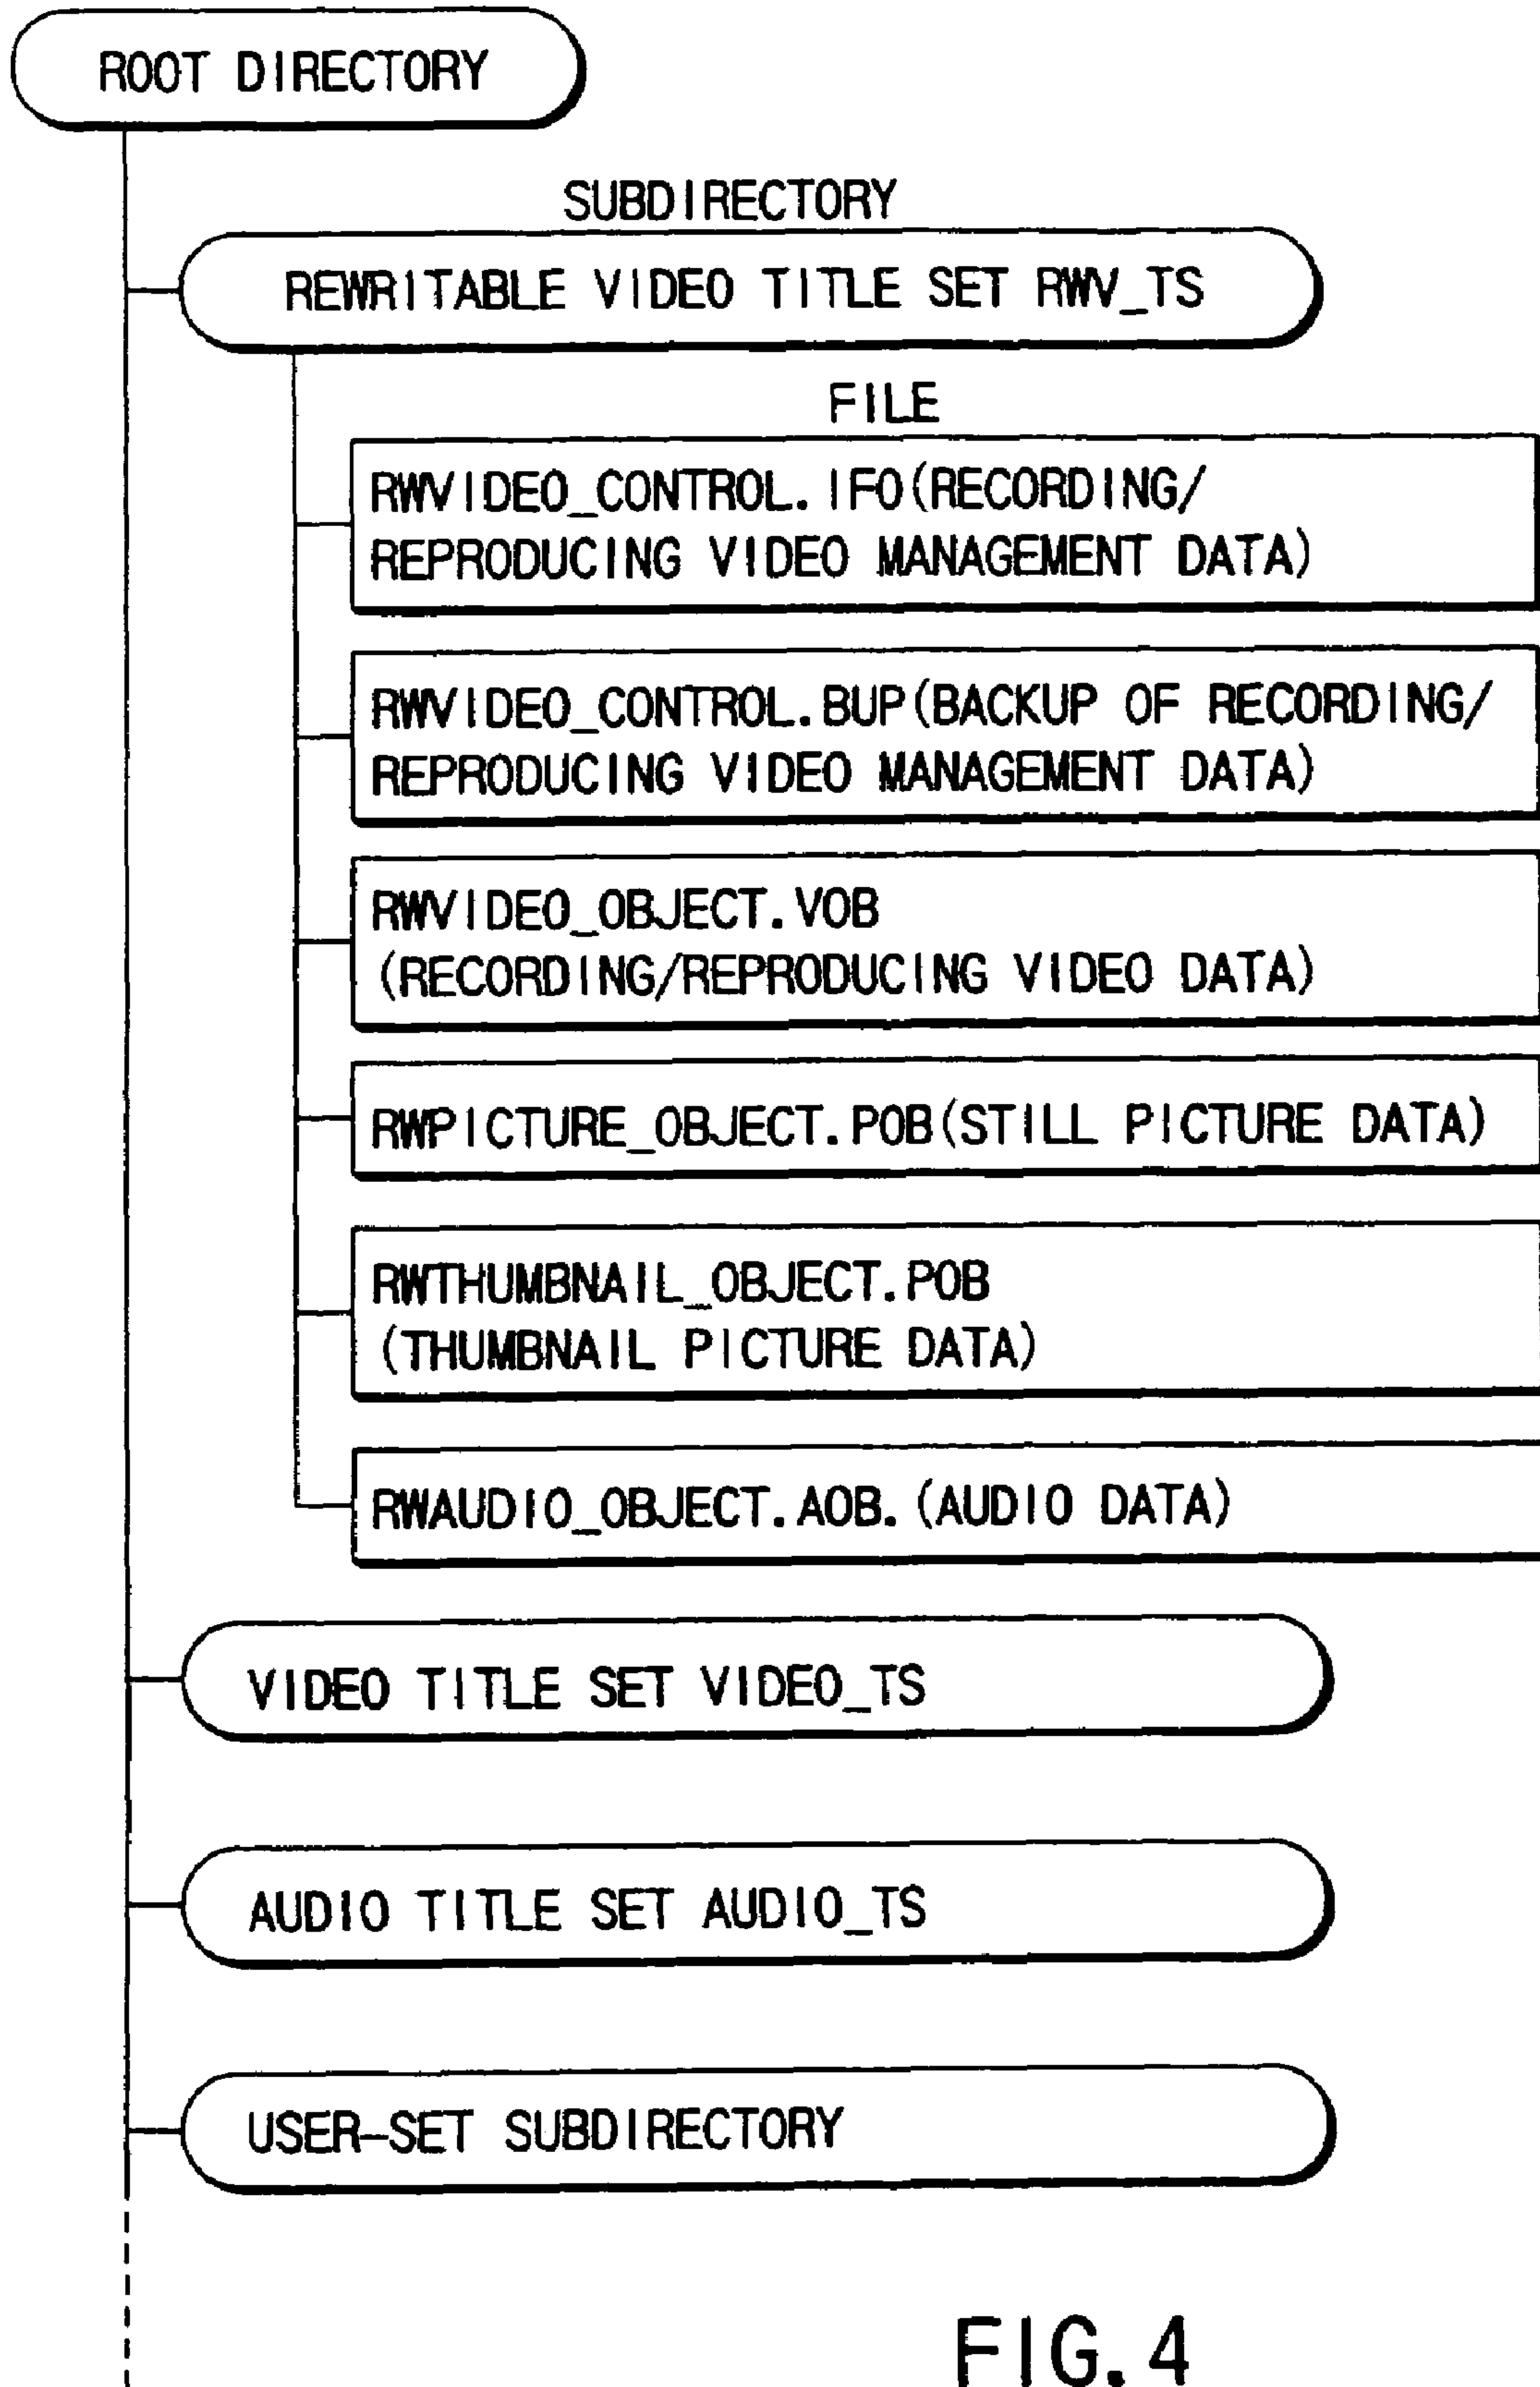 ROOT DIRECTORY
SUBDIRECTORY
REWRITABLE VIDEO TITLE SET RWV_TS
FILE
RWVIDEO_CONTROL.IFO(RECORDING/
REPRODUCING VIDEO MANAGEMENT DATA)
RWVIDEO_CONTROL.BUP(BACKUP OF RECORDING/
REPRODUCING VIDEO MANAGEMENT DATA)
RWVIDEO_OBJECT.VOB
(RECORDING/REPRODUCING VIDEO DATA)
RWPICTURE_OBJECT.POB(STILL PICTURE DATA)
RWTHUMBNAIL_OBJECT.POB
(THUMBNAIL PICTURE DATA)
RWAUDIO_OBJECT.AOB.(AUDIO DATA)
VIDEO TITLE SET VIDEO_TS
AUDIO TITLE SET AUDIO_TS
USER-SET SUBDIRECTORY
FIG.4